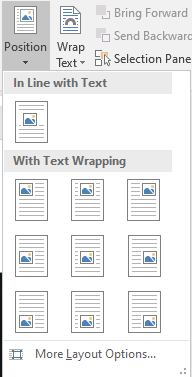 Position
Wrap
Text
Bring Forward
Send Backward
Selection Pane
In Line with Text
With Text Wrapping
More Layout Options...